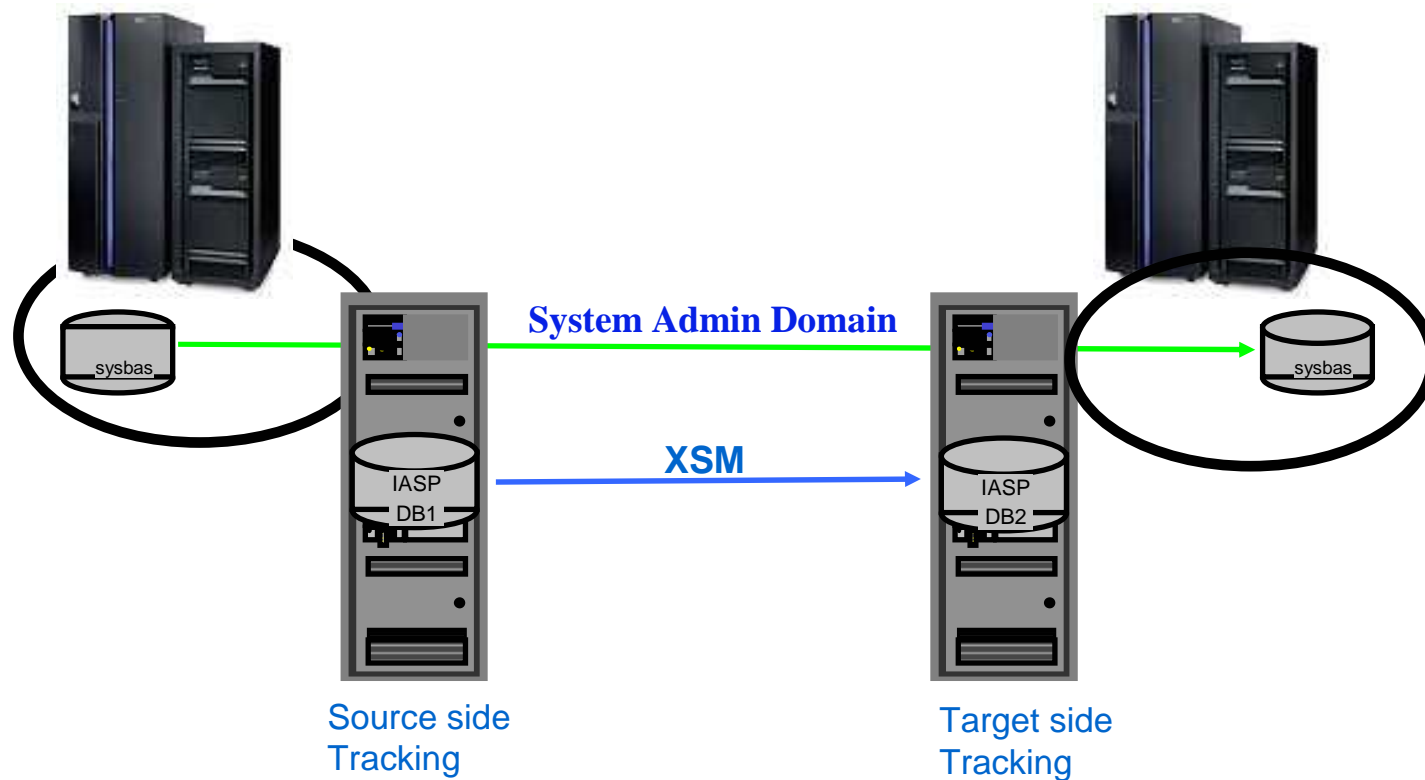 System Admin Domain
sysbas
sysbas
XSM
IASP
DB1
IASP
DB2
Source side
Tracking
Target side
Tracking